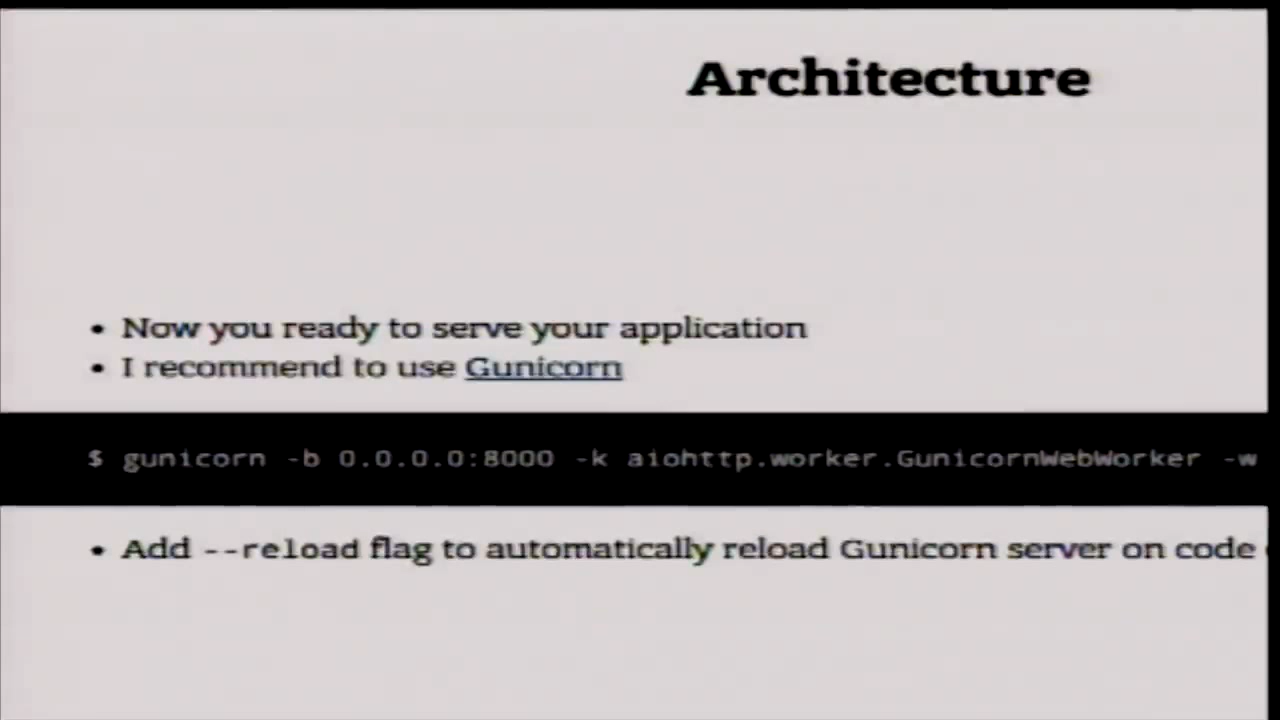 Architecture
• Now you ready to serve your application
• I recommend to use Gunicorn
$ gunicorn -b 0.0.0.0:8000 -k aiohttp.worker.GunicornWebWorker -w
• Add --reload flag to automatically reload Gunicorn server on code